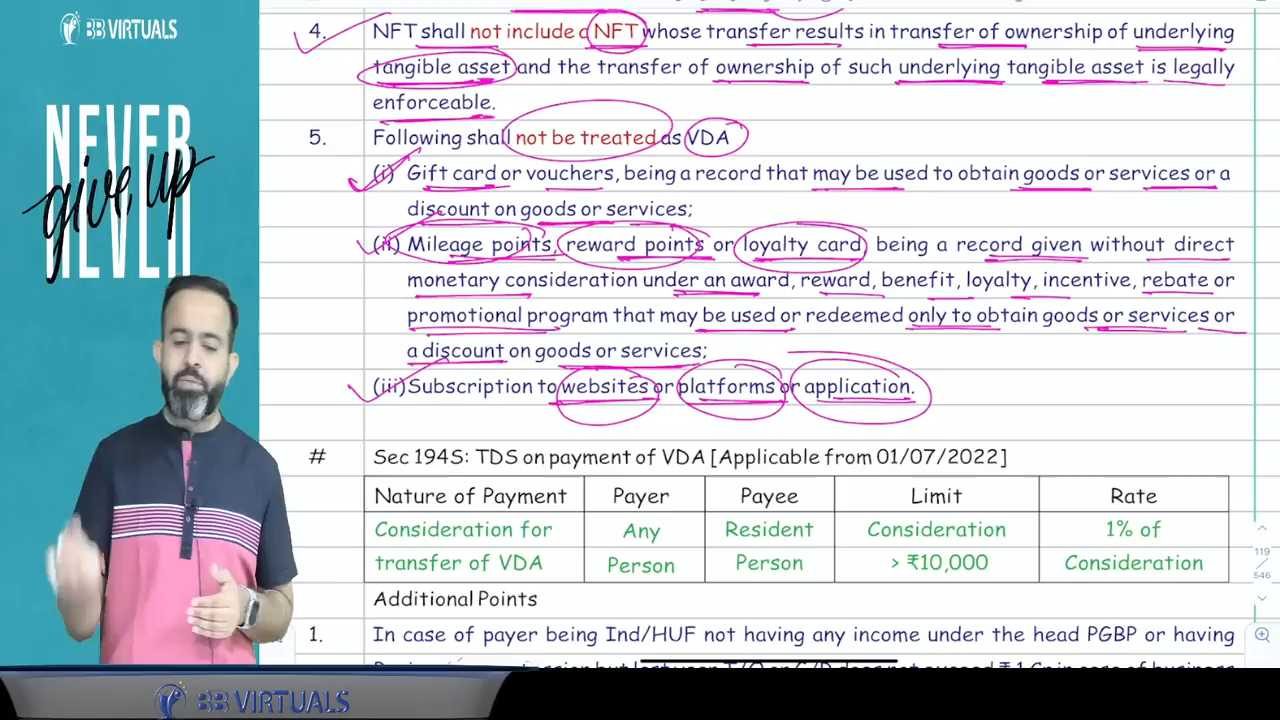 BB VIRTUALS
NEVER
give up
NEVER
4. NFT shall not include a NFT whose transfer results in transfer of ownership of underlying
tangible asset and the transfer of ownership of such underlying tangible asset is legally
enforceable.
5. Following shall not be treated as VDA
(i) Gift card or vouchers, being a record that may be used to obtain goods or services or a
discount on goods or services;
(ii) Mileage points, reward points or loyalty card, being a record given without direct
monetary consideration under an award, reward, benefit, loyalty, incentive, rebate or
promotional program that may be used or redeemed only to obtain goods or services or
a discount on goods or services;
(iii) Subscription to websites or platforms or application.
# Sec 194S: TDS on payment of VDA [Applicable from 01/07/2022]
Nature of Payment Payer Payee Limit Rate
Consideration for Any Resident Consideration 1% of
transfer of VDA Person Person > ₹10,000 Consideration
Additional Points
1. In case of payer being Ind/HUF not having any income under the head PGBP or having
119
546
BB VIRTUALS